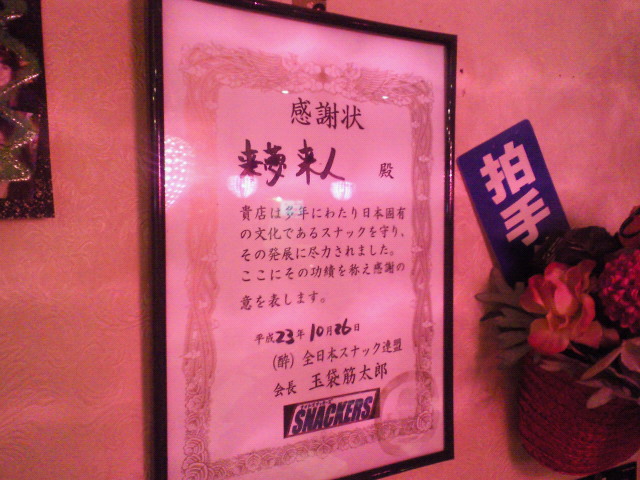 感謝状
来夢来人 殿
貴店は多年にわたり日本固有
の文化であるスナックを守り、
その発展に尽力されました。
ここにその功績を称え感謝の
意を表します。
平成23年10月26日
(酔)全日本スナック連盟
会長 玉袋筋太郎
SNACKERS
拍手